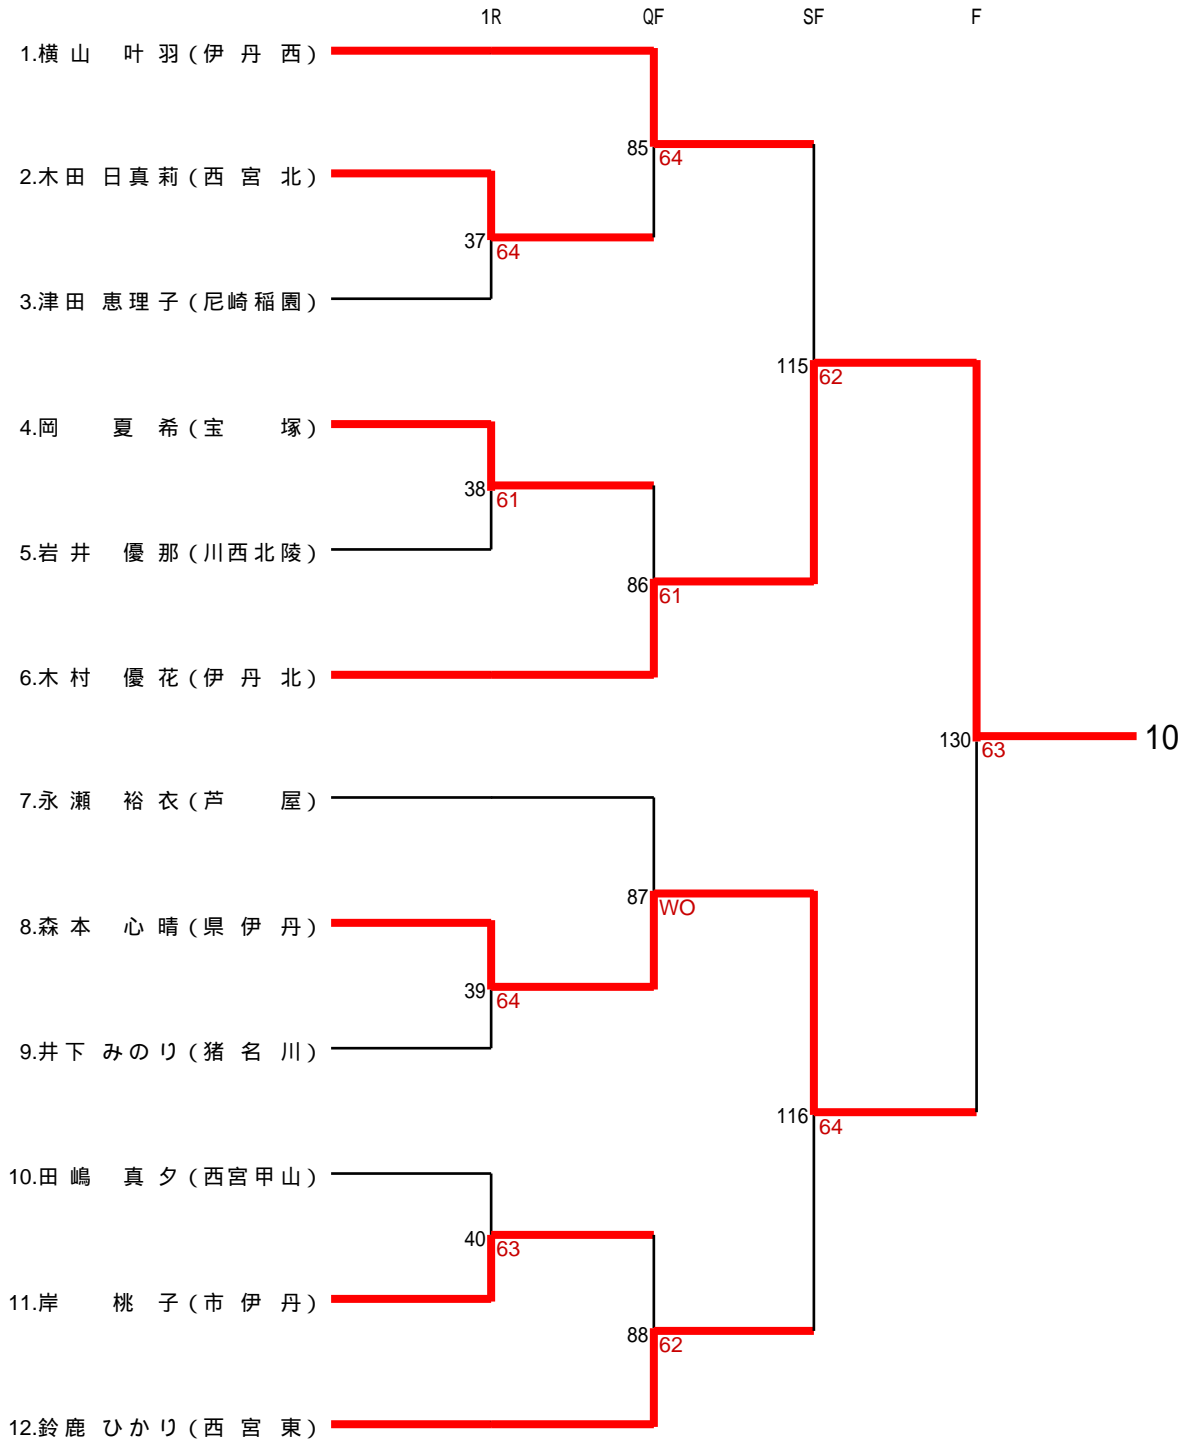 1R QF SF F
1.横山 叶羽(伊丹西)
85 64
2.木田 日真莉(西宮北)
37 64
3.津田 恵理子(尼崎稲園)
115 62
4.岡 夏希(宝塚)
38 61
5.岩井 優那(川西北陵)
86 61
6.木村 優花(伊丹北)
130 63 10
7.永瀬 裕衣(芦屋)
87 WO
8.森本 心晴(県伊丹)
39 64
9.井下 みのり(猪名川)
116 64
10.田嶋 真夕(西宮甲山)
40 63
11.岸 桃子(市伊丹)
88 62
12.鈴鹿 ひかり(西宮東)